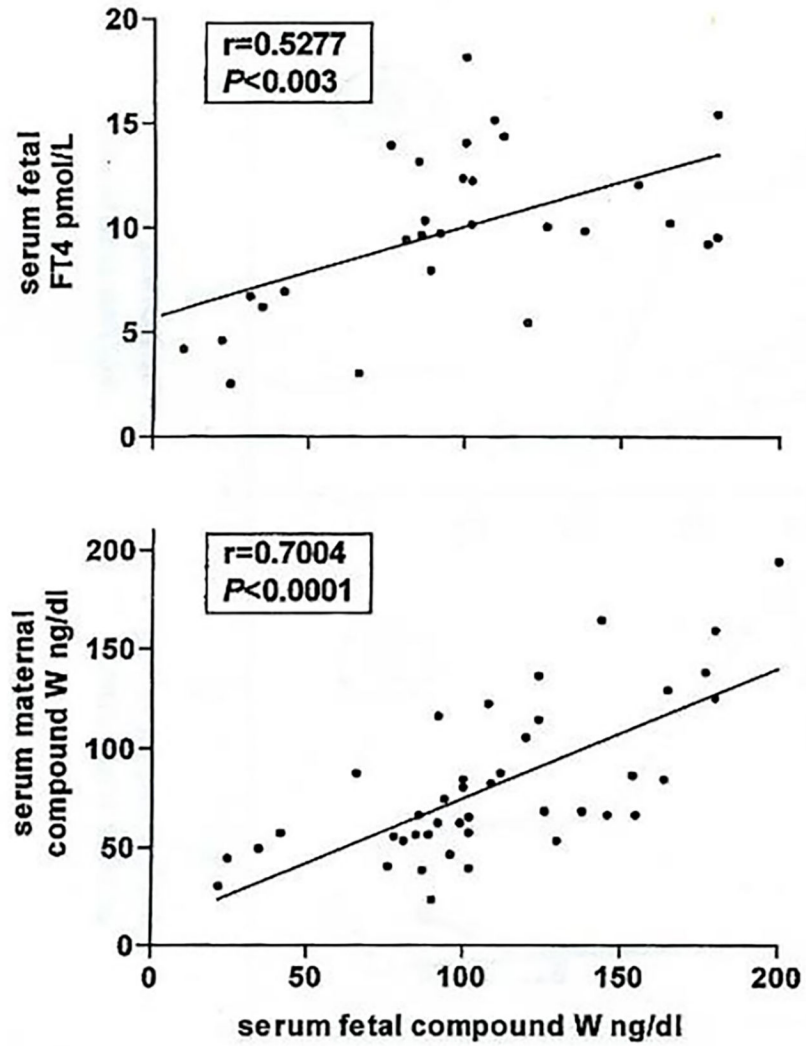 20
r=0.5277
P<0.003
15
10
5
0
serum fetal
FT4 pmol/L
200
r=0.7004
P<0.0001
150
100
50
0
serum maternal
compound W ng/dl
0 50 100 150 200
serum fetal compound W ng/dl